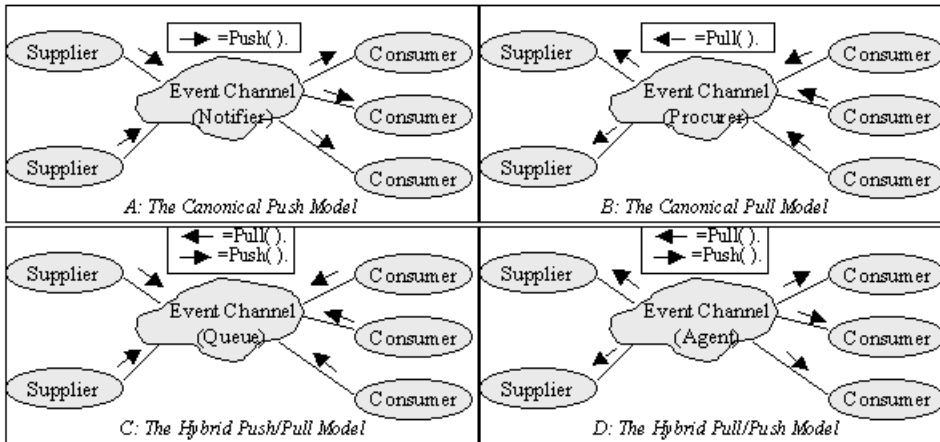 =Push( ).
Supplier
Consumer
Event Channel
(Notifier)
Consumer
Supplier
Consumer
A: The Canonical Push Model
=Pull( ).
Supplier
Consumer
Event Channel
(Procurer)
Consumer
Supplier
Consumer
B: The Canonical Pull Model
=Pull( ).
=Push( ).
Supplier
Consumer
Event Channel
(Queue)
Consumer
Supplier
Consumer
C: The Hybrid Push/Pull Model
=Pull( ).
=Push( ).
Supplier
Consumer
Event Channel
(Agent)
Consumer
Supplier
Consumer
D: The Hybrid Pull/Push Model